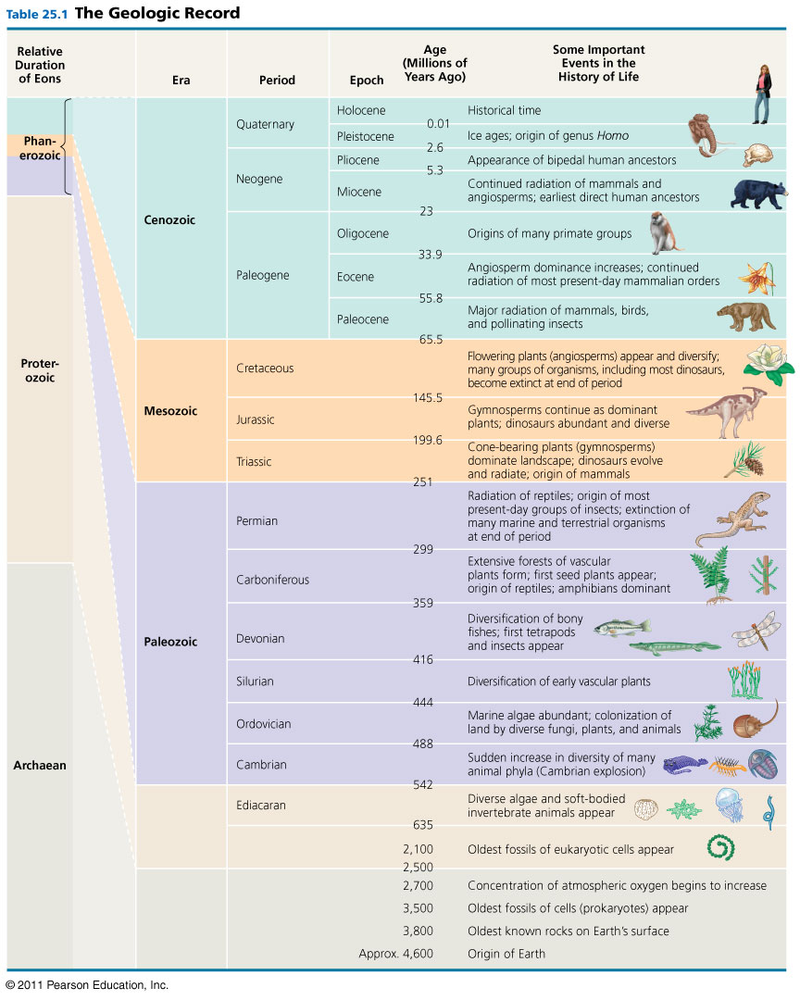 Table 25.1 The Geologic Record
Relative
Duration
of Eons
Era
Period
Epoch
Age
(Millions of
Years Ago)
Some Important
Events in the
History of Life
Phan-
erozoic
Proter-
ozoic
Archaean
Cenozoic
Quaternary
Holocene
Historical time
0.01
Pleistocene
Ice ages; origin of genus Homo
2.6
Neogene
Pliocene
Appearance of bipedal human ancestors
5.3
Miocene
Continued radiation of mammals and
angiosperms; earliest direct human ancestors
23
Paleogene
Oligocene
Origins of many primate groups
33.9
Eocene
Angiosperm dominance increases; continued
radiation of most present-day mammalian orders
55.8
Paleocene
Major radiation of mammals, birds,
and pollinating insects
65.5
Mesozoic
Cretaceous
Flowering plants (angiosperms) appear and diversify;
many groups of organisms, including most dinosaurs,
become extinct at end of period
145.5
Jurassic
Gymnosperms continue as dominant
plants; dinosaurs abundant and diverse
199.6
Triassic
Cone-bearing plants (gymnosperms)
dominate landscape; dinosaurs evolve
and radiate; origin of mammals
251
Paleozoic
Permian
Radiation of reptiles; origin of most
present-day groups of insects; extinction of
many marine and terrestrial organisms
at end of period
299
Carboniferous
Extensive forests of vascular
plants form; first seed plants appear;
origin of reptiles; amphibians dominant
359
Devonian
Diversification of bony
fishes; first tetrapods
and insects appear
416
Silurian
Diversification of early vascular plants
444
Ordovician
Marine algae abundant; colonization of
land by diverse fungi, plants, and animals
488
Cambrian
Sudden increase in diversity of many
animal phyla (Cambrian explosion)
542
Ediacaran
Diverse algae and soft-bodied
invertebrate animals appear
635
2,100
Oldest fossils of eukaryotic cells appear
2,500
2,700
Concentration of atmospheric oxygen begins to increase
3,500
Oldest fossils of cells (prokaryotes) appear
3,800
Oldest known rocks on Earth's surface
Approx. 4,600
Origin of Earth
© 2011 Pearson Education, Inc.